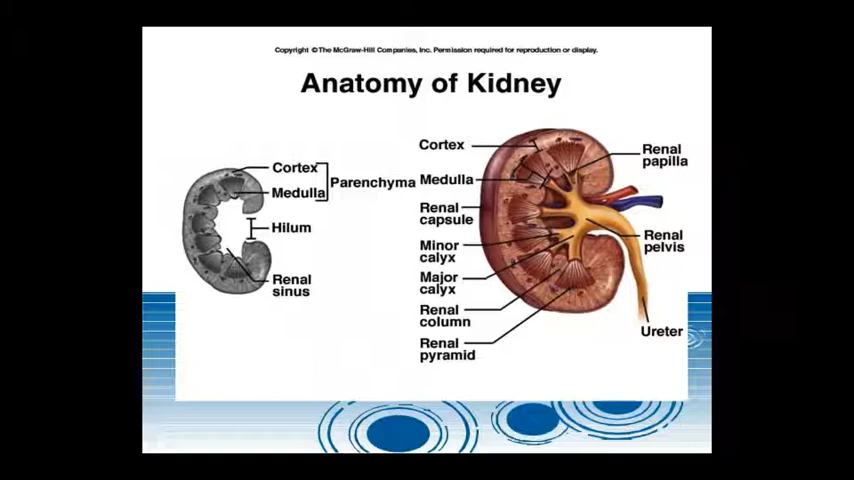 Copyright © The McGraw-Hill Companies, Inc. Permission required for reproduction or display.
Anatomy of Kidney
Cortex
Medulla
Parenchyma
Hilum
Renal
sinus
Cortex
Medulla
Renal
capsule
Minor
calyx
Major
calyx
Renal
column
Renal
pyramid
Renal
papilla
Renal
pelvis
Ureter